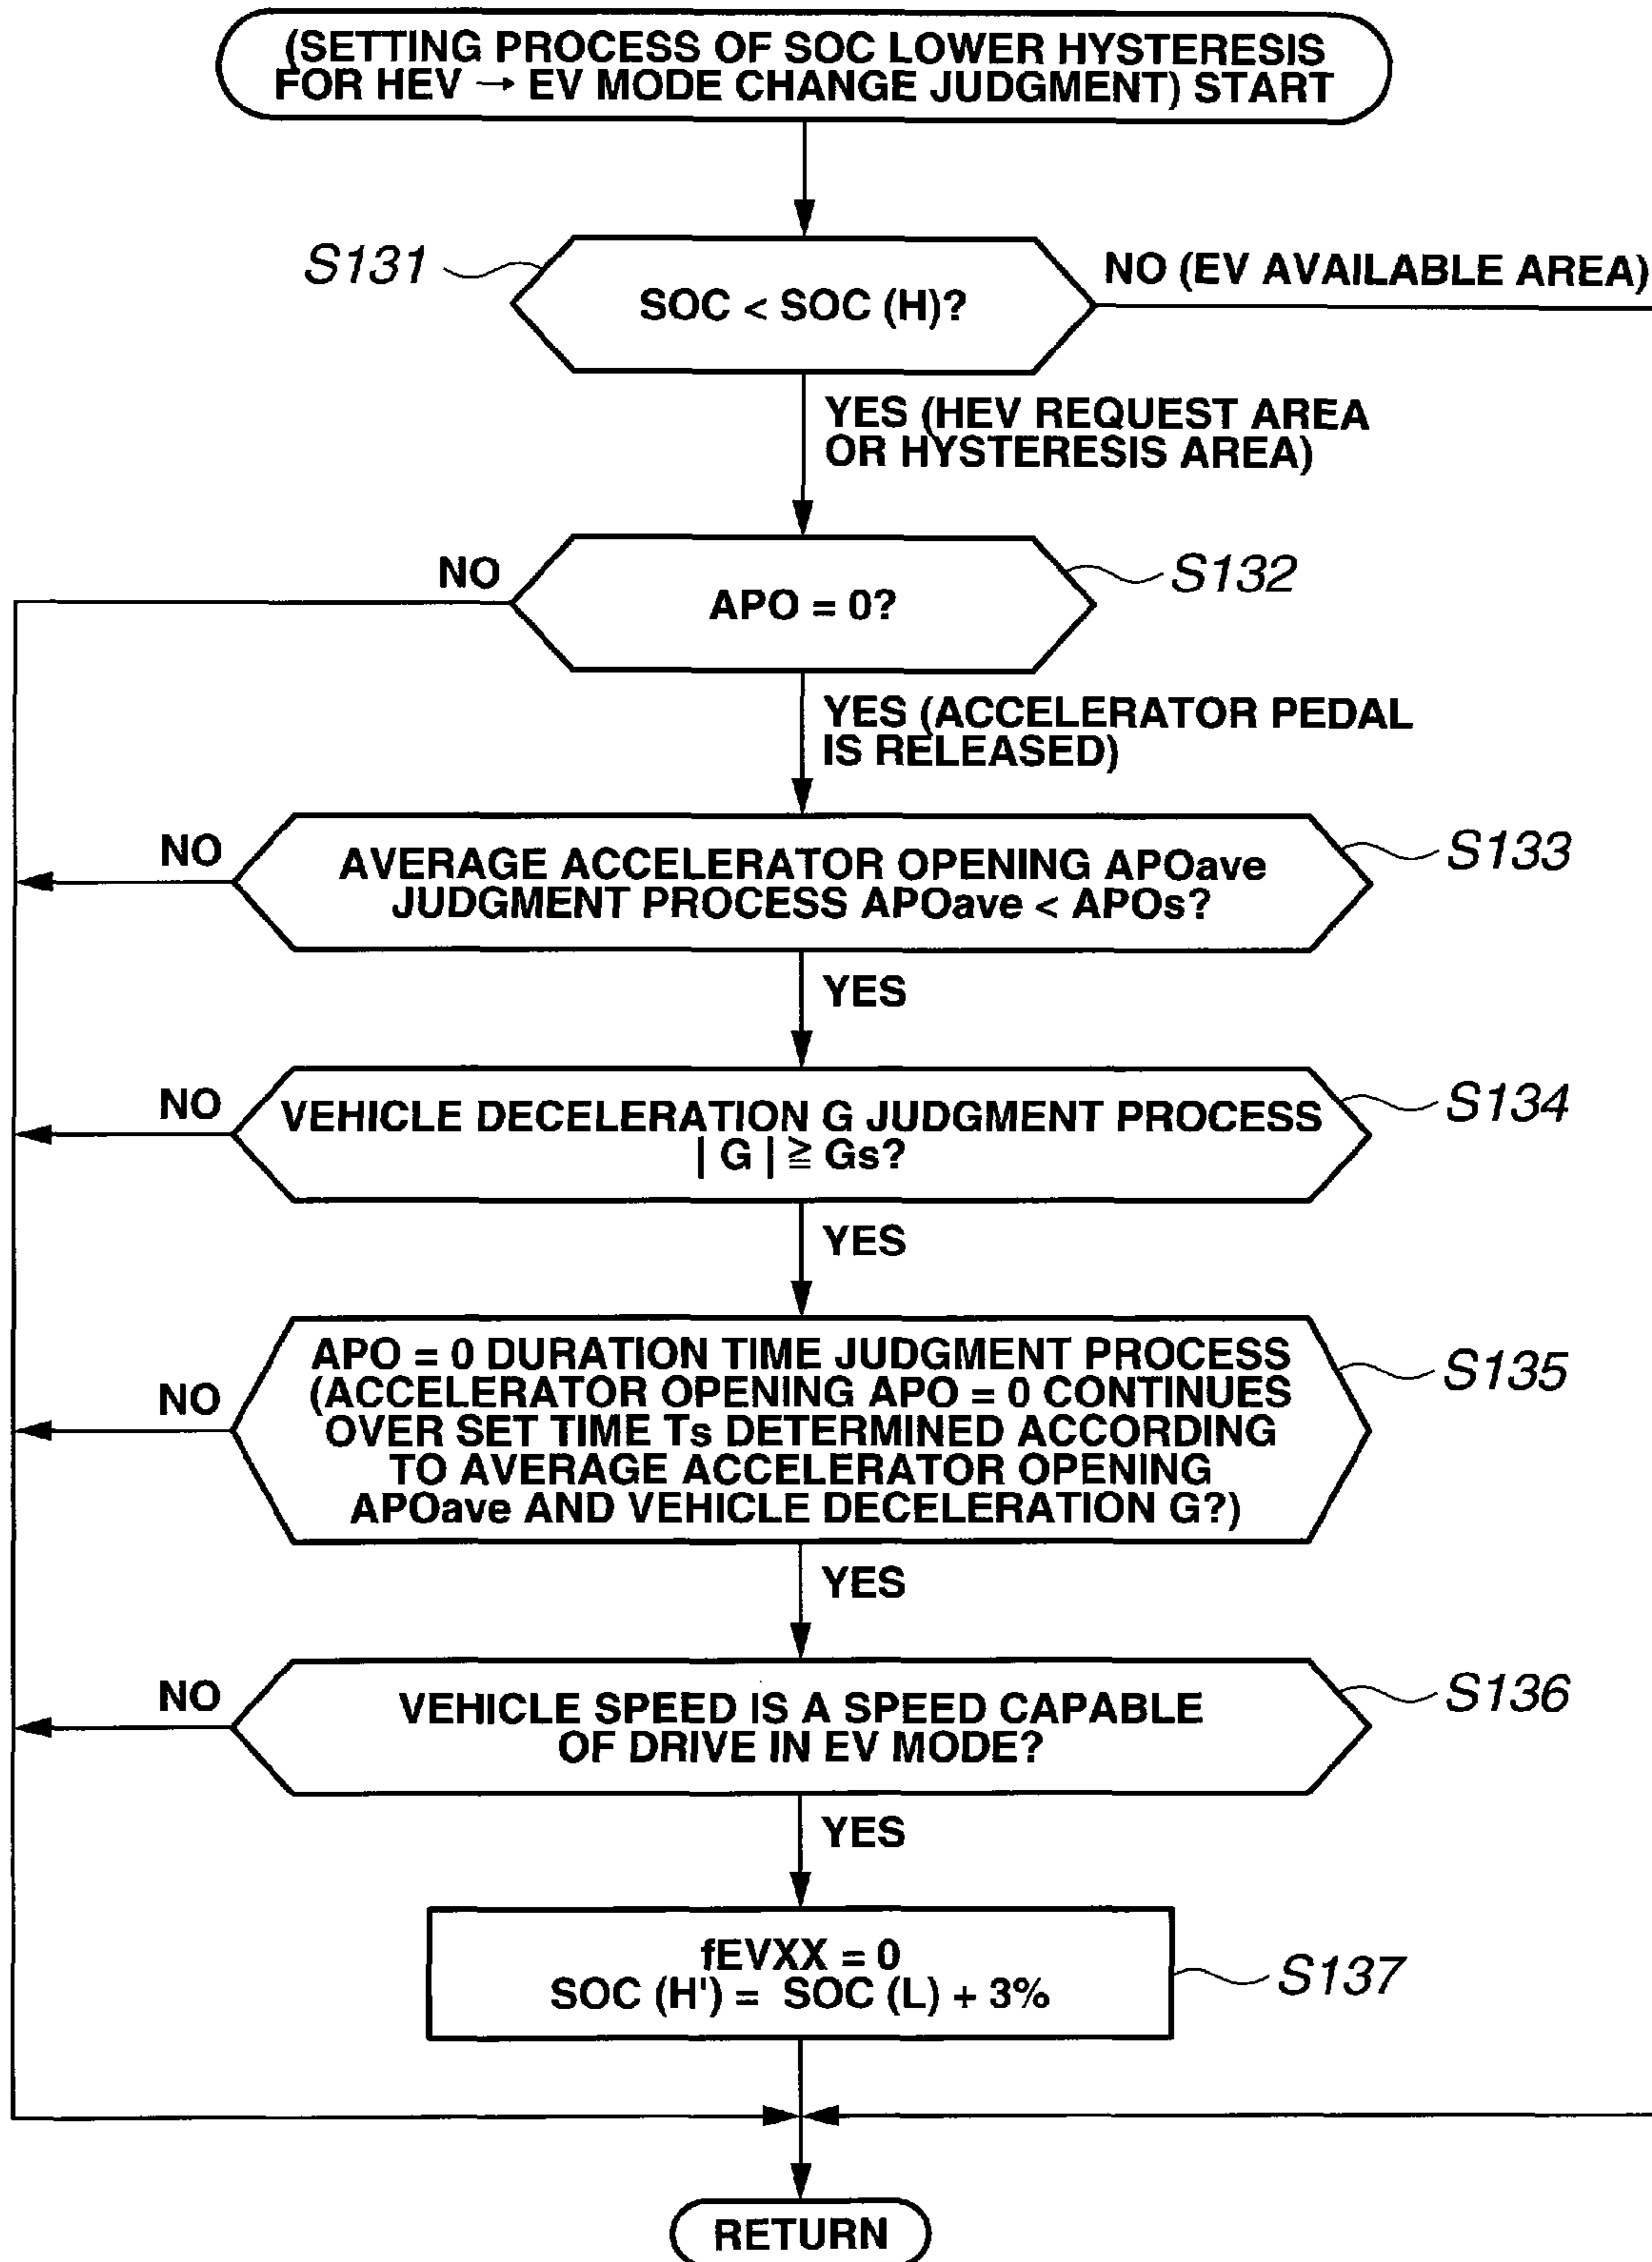 (SETTING PROCESS OF SOC LOWER HYSTERESIS
FOR HEV → EV MODE CHANGE JUDGMENT) START
S131
SOC < SOC (H)?
NO (EV AVAILABLE AREA)
YES (HEV REQUEST AREA
OR HYSTERESIS AREA)
NO
APO = 0?
S132
YES (ACCELERATOR PEDAL
IS RELEASED)
NO
AVERAGE ACCELERATOR OPENING APOave
JUDGMENT PROCESS APOave < APOs?
S133
YES
NO
VEHICLE DECELERATION G JUDGMENT PROCESS
| G | ≧ Gs?
S134
YES
NO
APO = 0 DURATION TIME JUDGMENT PROCESS
(ACCELERATOR OPENING APO = 0 CONTINUES
OVER SET TIME Ts DETERMINED ACCORDING
TO AVERAGE ACCELERATOR OPENING
APOave AND VEHICLE DECELERATION G?)
S135
YES
NO
VEHICLE SPEED IS A SPEED CAPABLE
OF DRIVE IN EV MODE?
S136
YES
fEVXX = 0
SOC (H') = SOC (L) + 3%
S137
RETURN